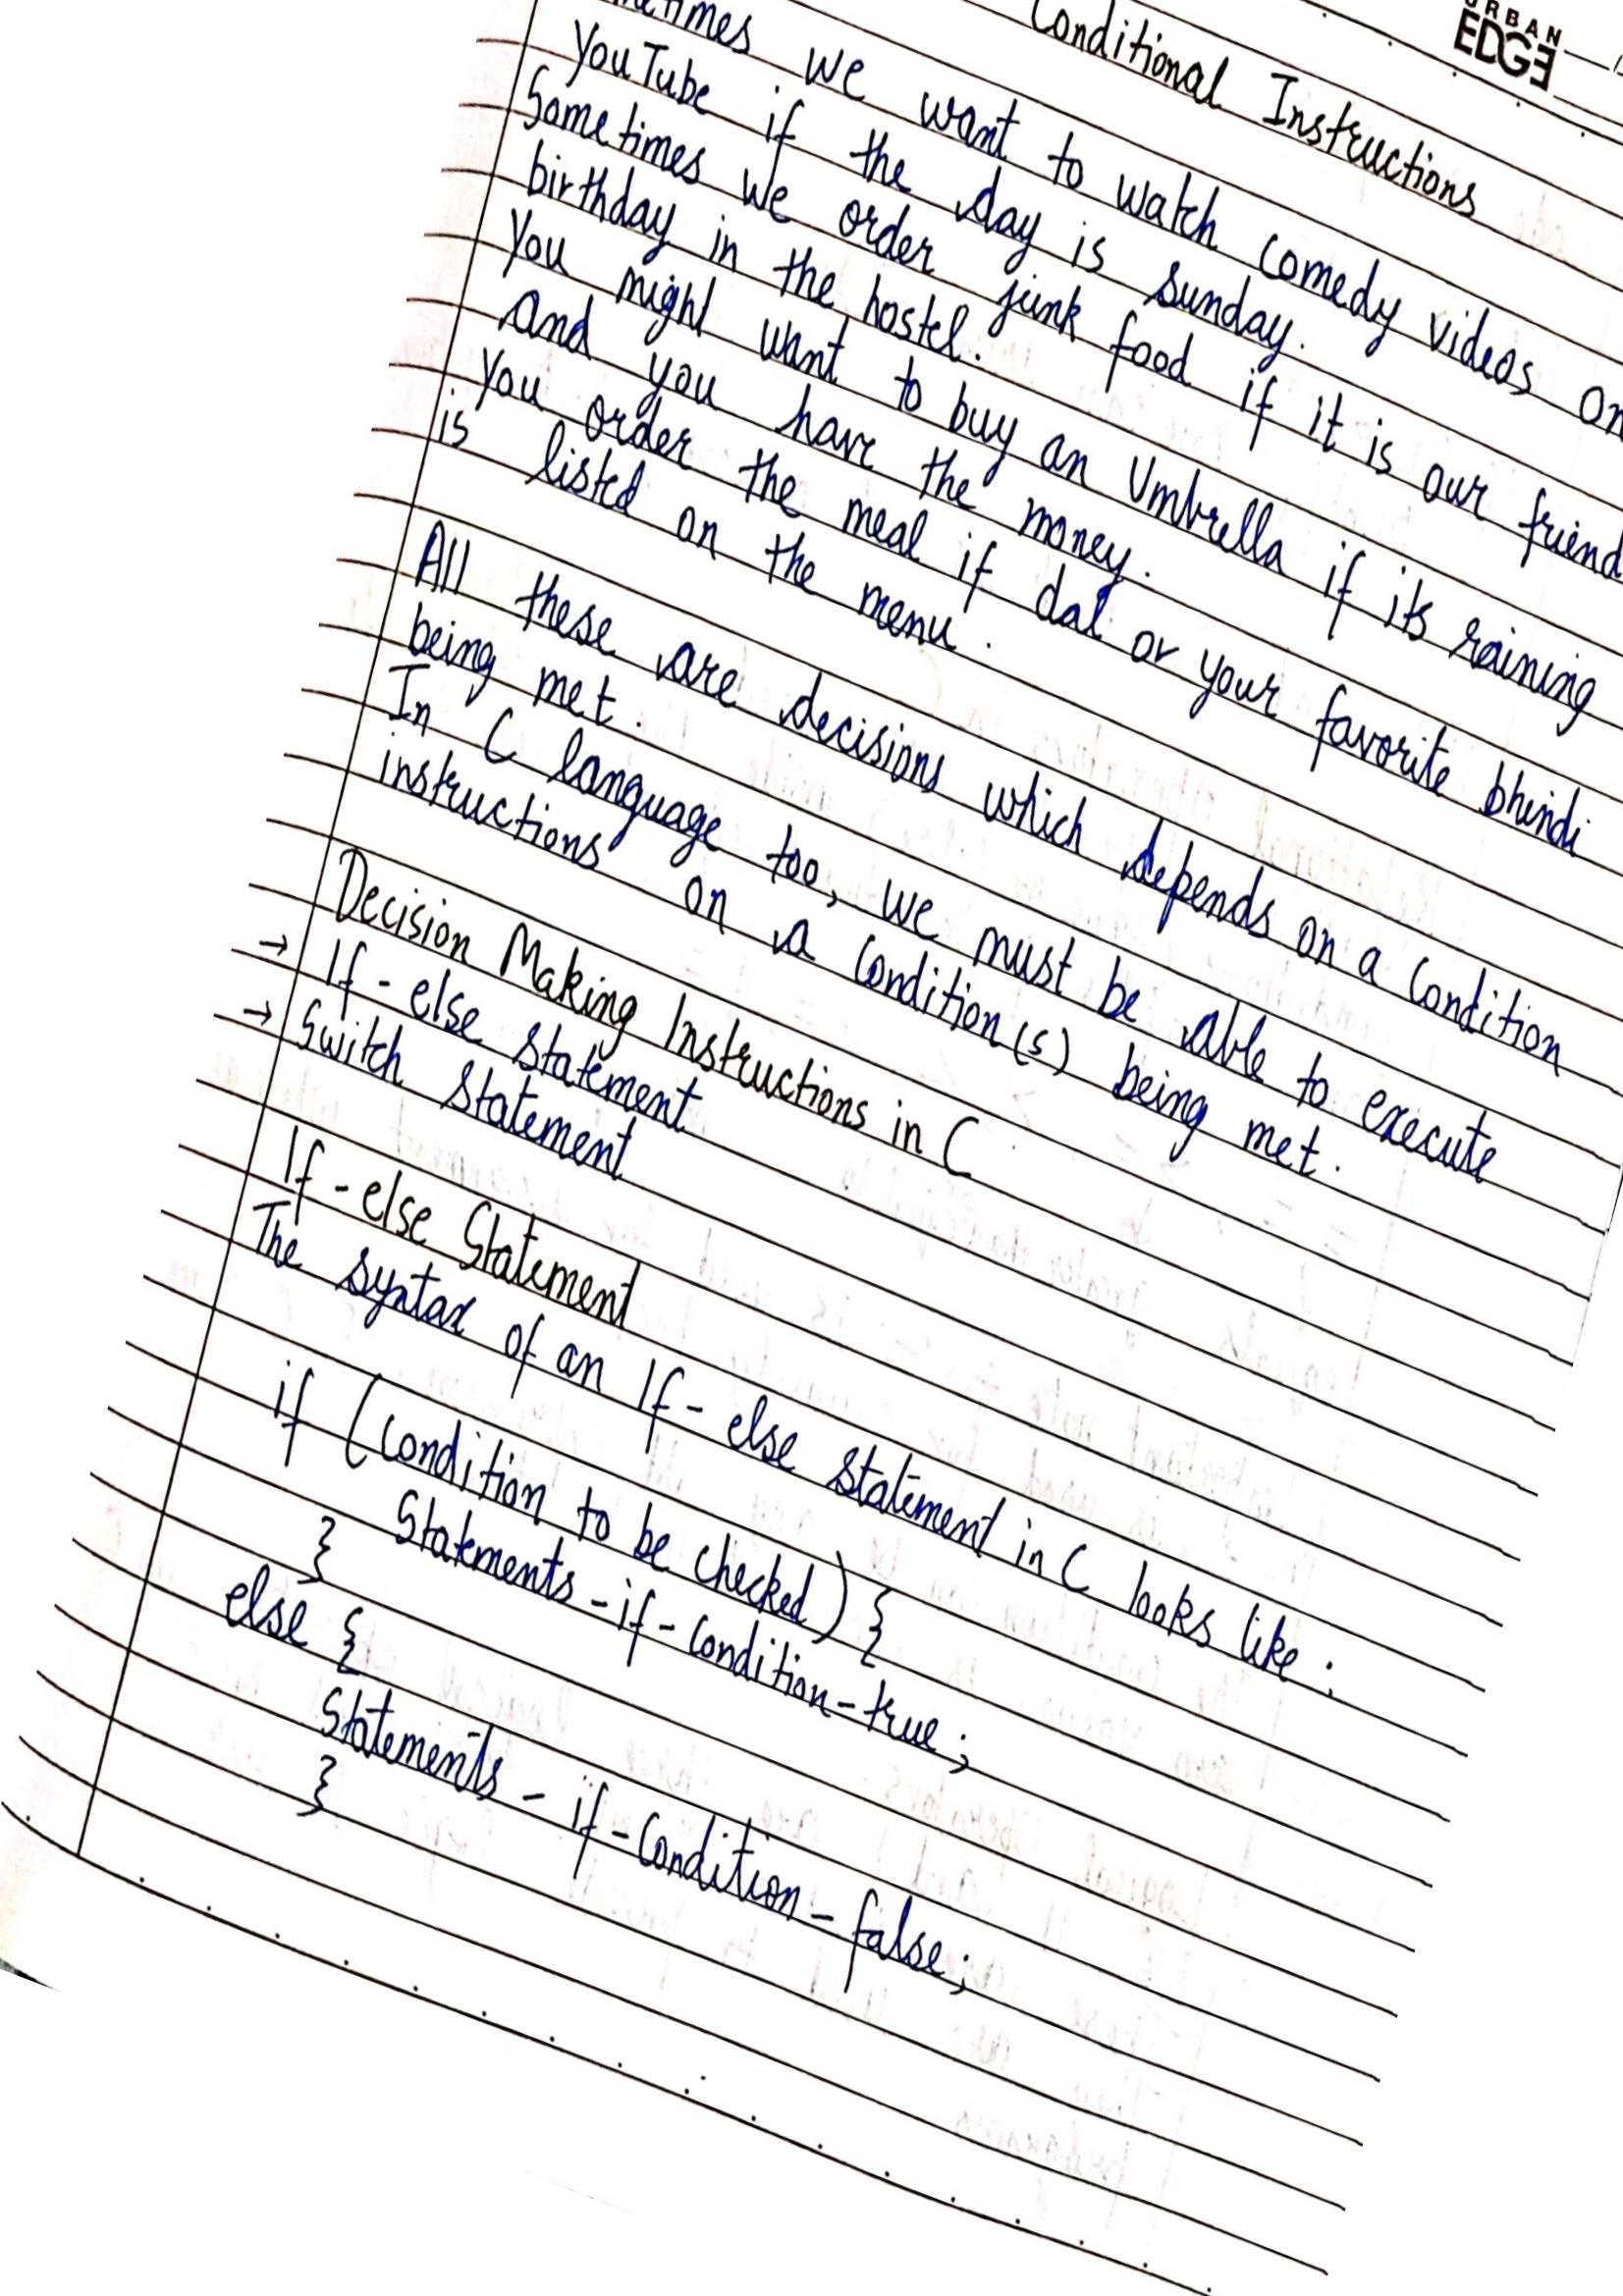 URBAN
EDGE
Conditional Instructions
we want to watch comedy videos on
YouTube if the day is sunday.
Sometimes we order junk food if it is our friend
birthday in the hostel.
You might want to buy an Umbrella if its raining
and you have the money.
You order the meal if dal or your favorite bhindi
is listed on the menu.
All these are decisions which depends on a condition
being met.
In C language too, we must be able to execute
instructions on a condition(s) being met.
Decision Making Instructions in C
→ If-else statement
→ Switch statement
If-else Statement
The syntax of an If-else statement in C looks like:
if (condition to be checked) {
Statements-if-condition-true;
}
else {
Statements-if-Condition-false;
}